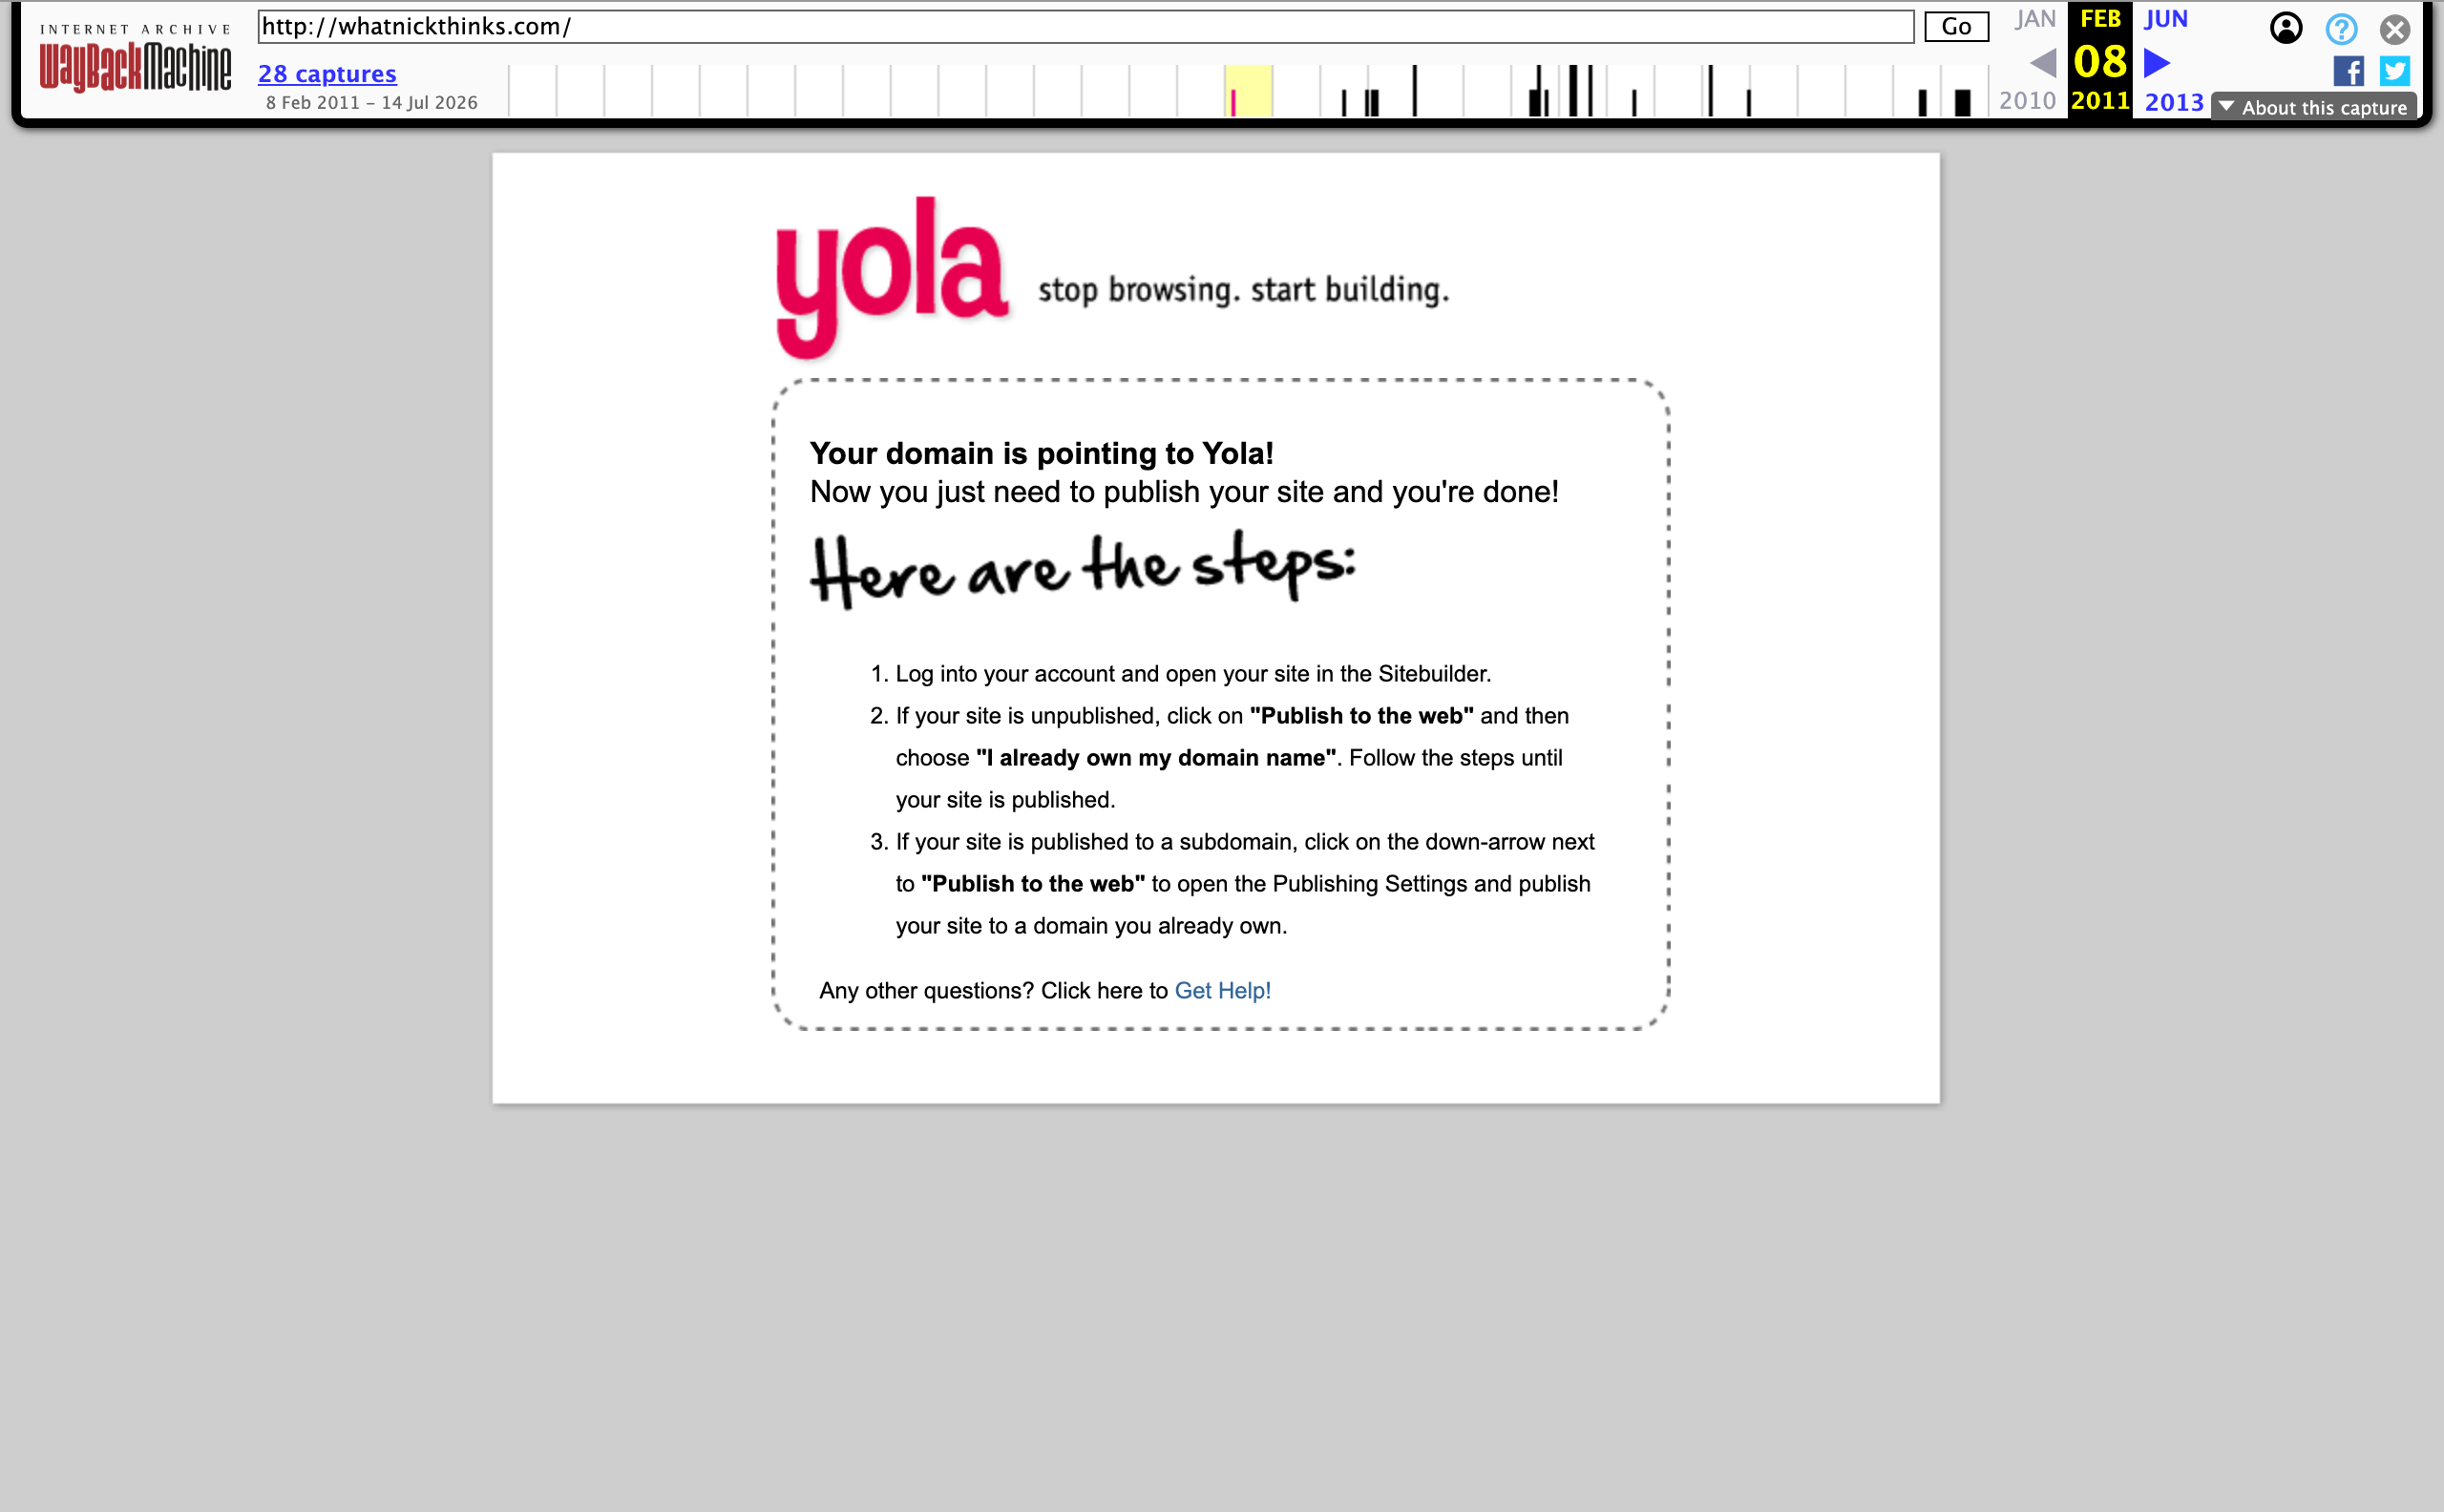 INTERNET ARCHIVE
WayBackMachine
http://whatnickthinks.com/
Go
28 captures
8 Feb 2011 – 14 Jul 2026
JAN
FEB
JUN
08
2010
2011
2013
About this capture
yola
stop browsing. start building.
Your domain is pointing to Yola!
Now you just need to publish your site and you're done!
Here are the steps:
1. Log into your account and open your site in the Sitebuilder.
2. If your site is unpublished, click on "Publish to the web" and then
choose "I already own my domain name". Follow the steps until
your site is published.
3. If your site is published to a subdomain, click on the down-arrow next
to "Publish to the web" to open the Publishing Settings and publish
your site to a domain you already own.
Any other questions? Click here to Get Help!